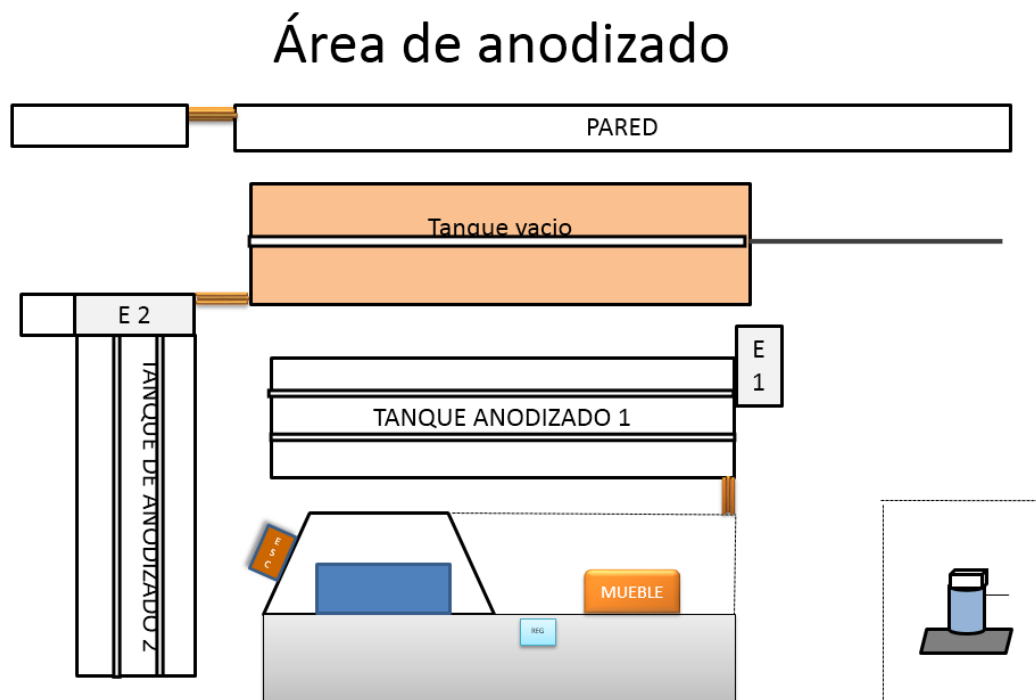 Área de anodizado
PARED
Tanque vacio
E 2
E
1
TANQUE ANODIZADO 1
TANQUE DE ANODIZADO 2
E
S
C
MUEBLE
REG